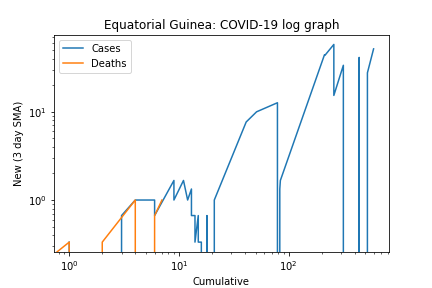 Equatorial Guinea: COVID-19 log graph
Cases
Deaths
New (3 day SMA)
10¹
10⁰
10⁰ 10¹ 10²
Cumulative